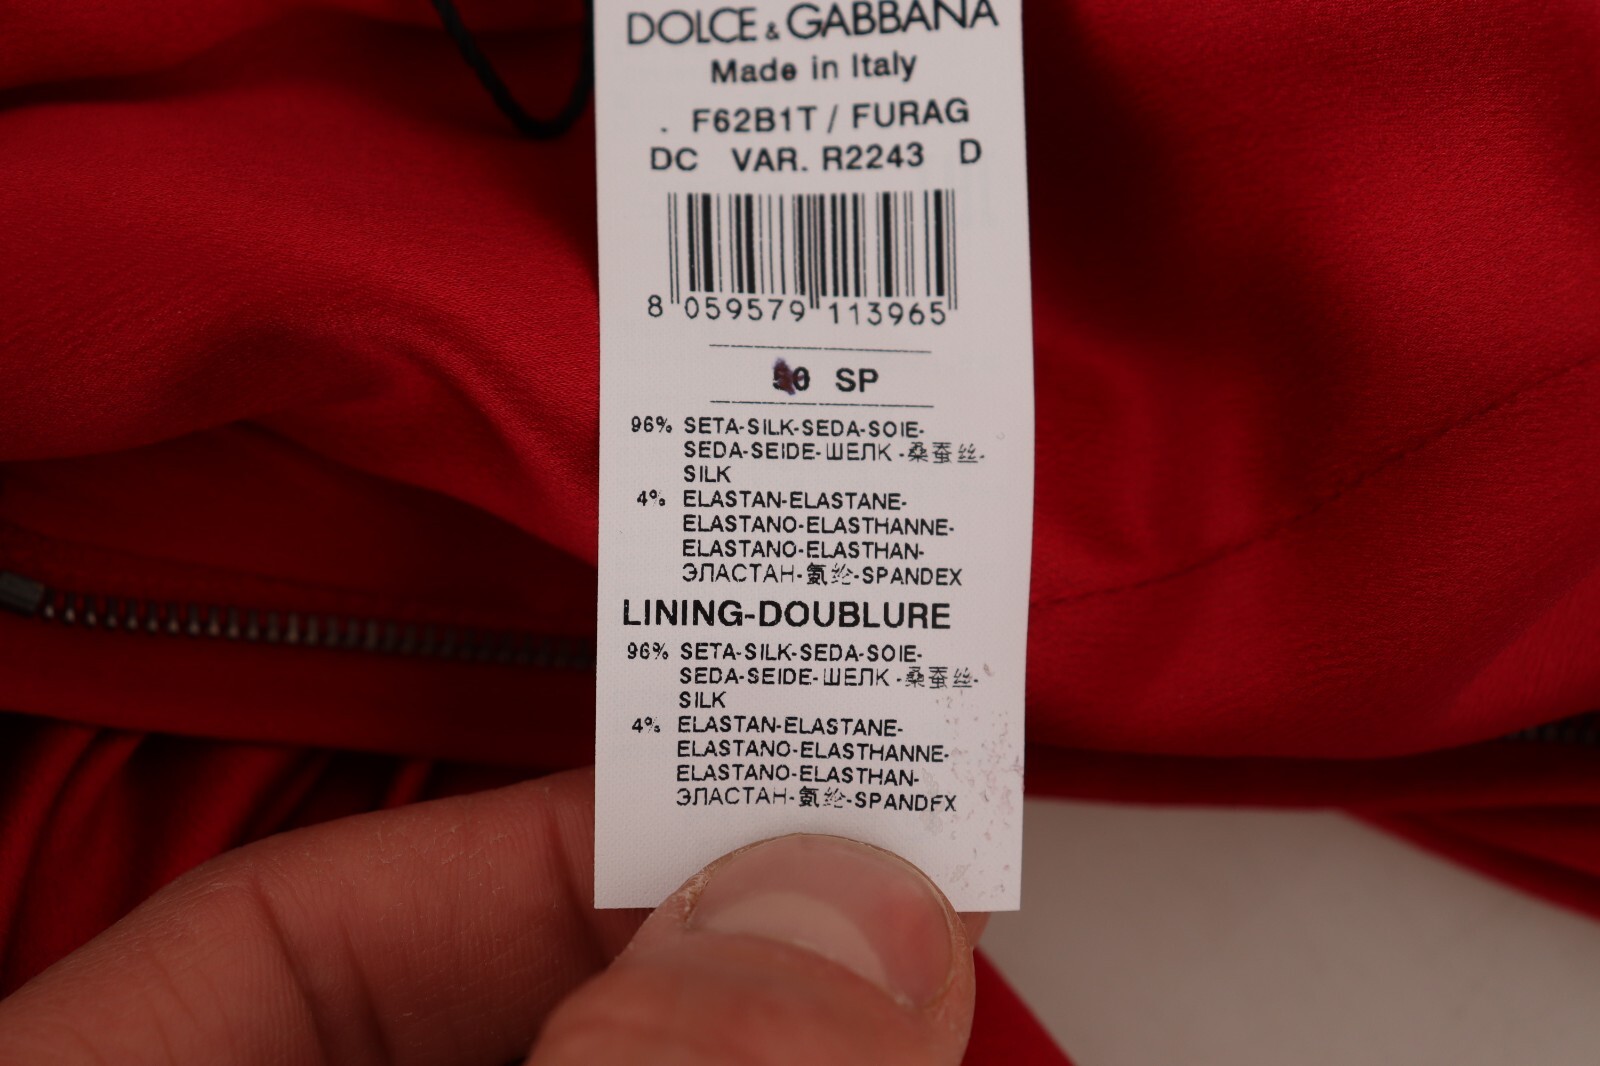 DOLCE & GABBANA
Made in Italy
. F62B1T / FURAG
DC VAR. R2243 D
8 059579 113965
SP
96% SETA-SILK-SEDA-SOIE-
SEDA-SEIDE-ШЕЛК -桑蚕丝-
SILK
4% ELASTAN-ELASTANE-
ELASTANO-ELASTHANNE-
ELASTANO-ELASTHAN-
ЭЛАСТАН-氨纶-SPANDEX
LINING-DOUBLURE
96% SETA-SILK-SEDA-SOIE-
SEDA-SEIDE-ШЕЛК -桑蚕丝-
SILK
4% ELASTAN-ELASTANE-
ELASTANO-ELASTHANNE-
ELASTANO-ELASTHAN-
ЭЛАСТАН-氨纶-SPANDEX